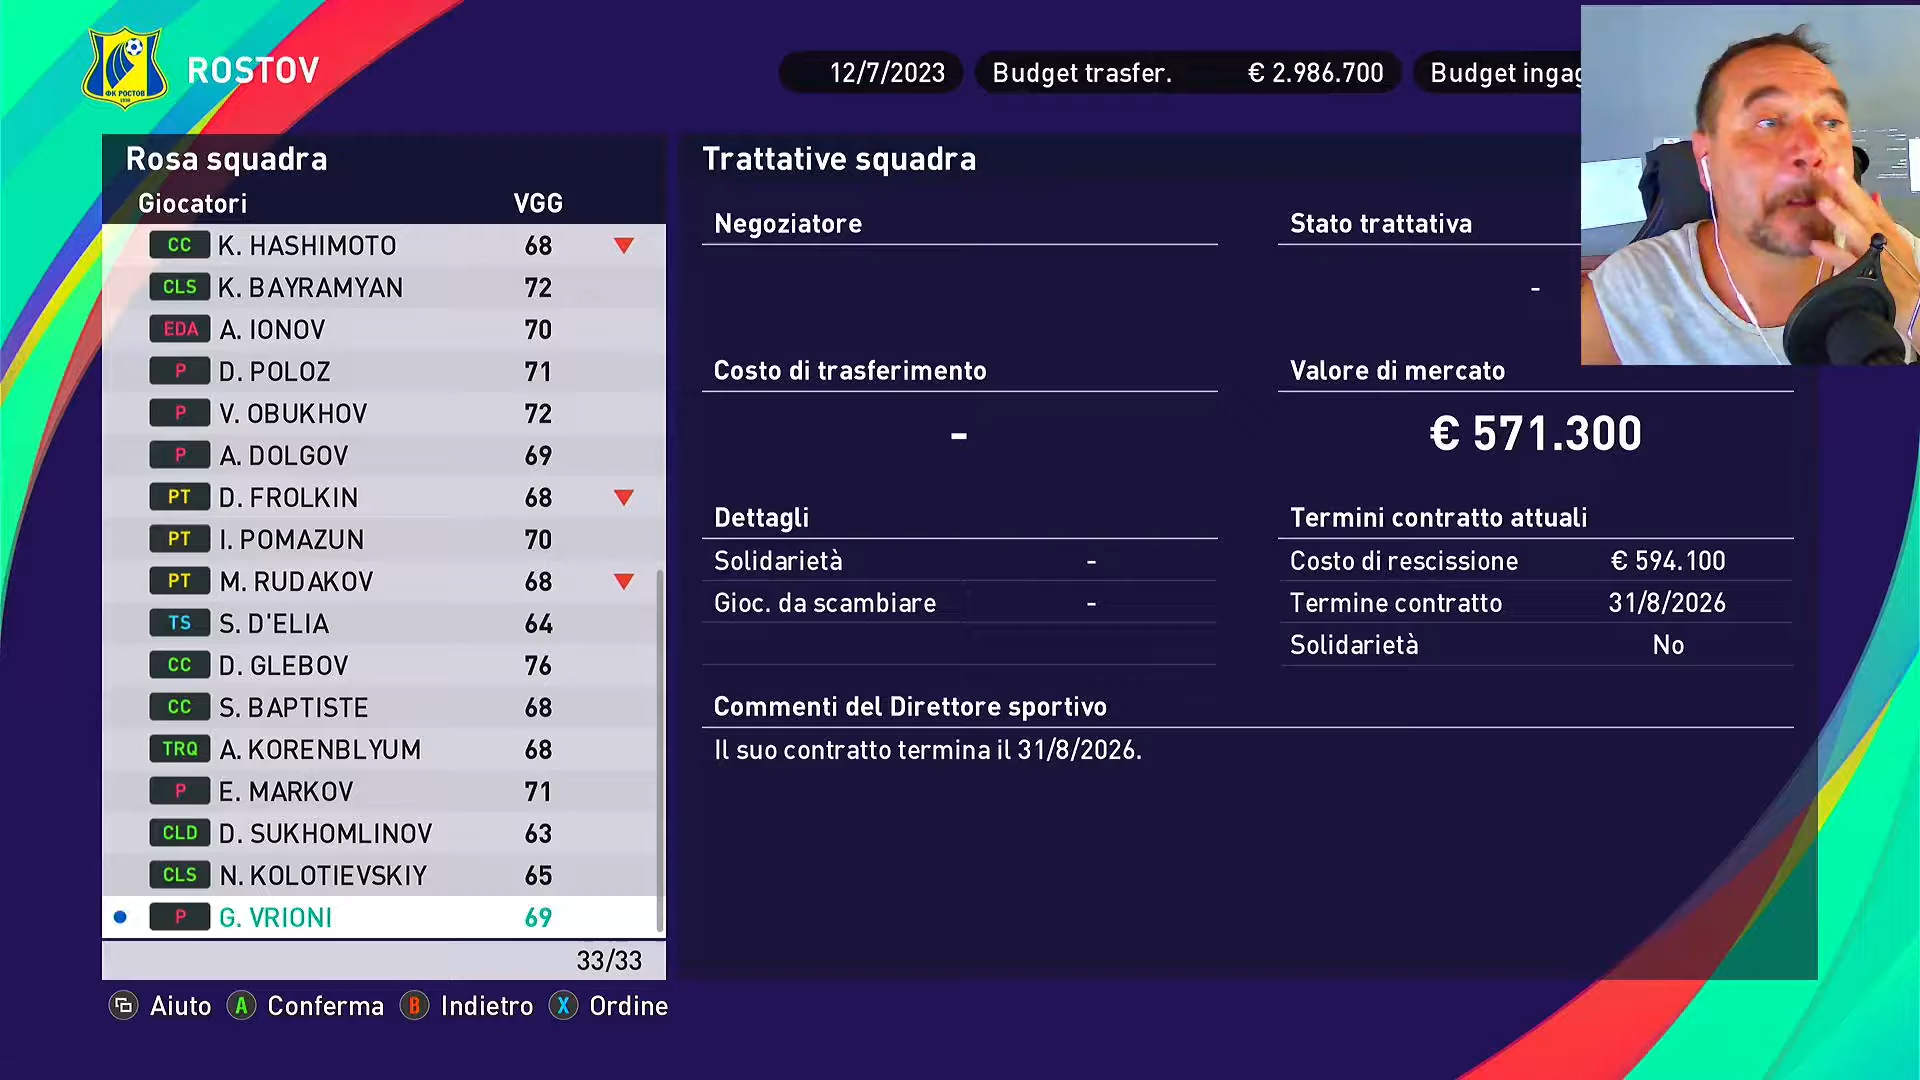 ROSTOV
ФК РОСТОВ
1930
12/7/2023
Budget trasfer. € 2.986.700
Budget ingag
Rosa squadra
Giocatori VGG
CC K. HASHIMOTO 68
CLS K. BAYRAMYAN 72
EDA A. IONOV 70
P D. POLOZ 71
P V. OBUKHOV 72
P A. DOLGOV 69
PT D. FROLKIN 68
PT I. POMAZUN 70
PT M. RUDAKOV 68
TS S. D'ELIA 64
CC D. GLEBOV 76
CC S. BAPTISTE 68
TRQ A. KORENBLYUM 68
P E. MARKOV 71
CLD D. SUKHOMLINOV 63
CLS N. KOLOTIEVSKIY 65
P G. VRIONI 69
33/33
Trattative squadra
Negoziatore
Stato trattativa
-
Costo di trasferimento
-
Valore di mercato
€ 571.300
Dettagli
Solidarietà -
Gioc. da scambiare -
Termini contratto attuali
Costo di rescissione € 594.100
Termine contratto 31/8/2026
Solidarietà No
Commenti del Direttore sportivo
Il suo contratto termina il 31/8/2026.
Aiuto A Conferma B Indietro X Ordine